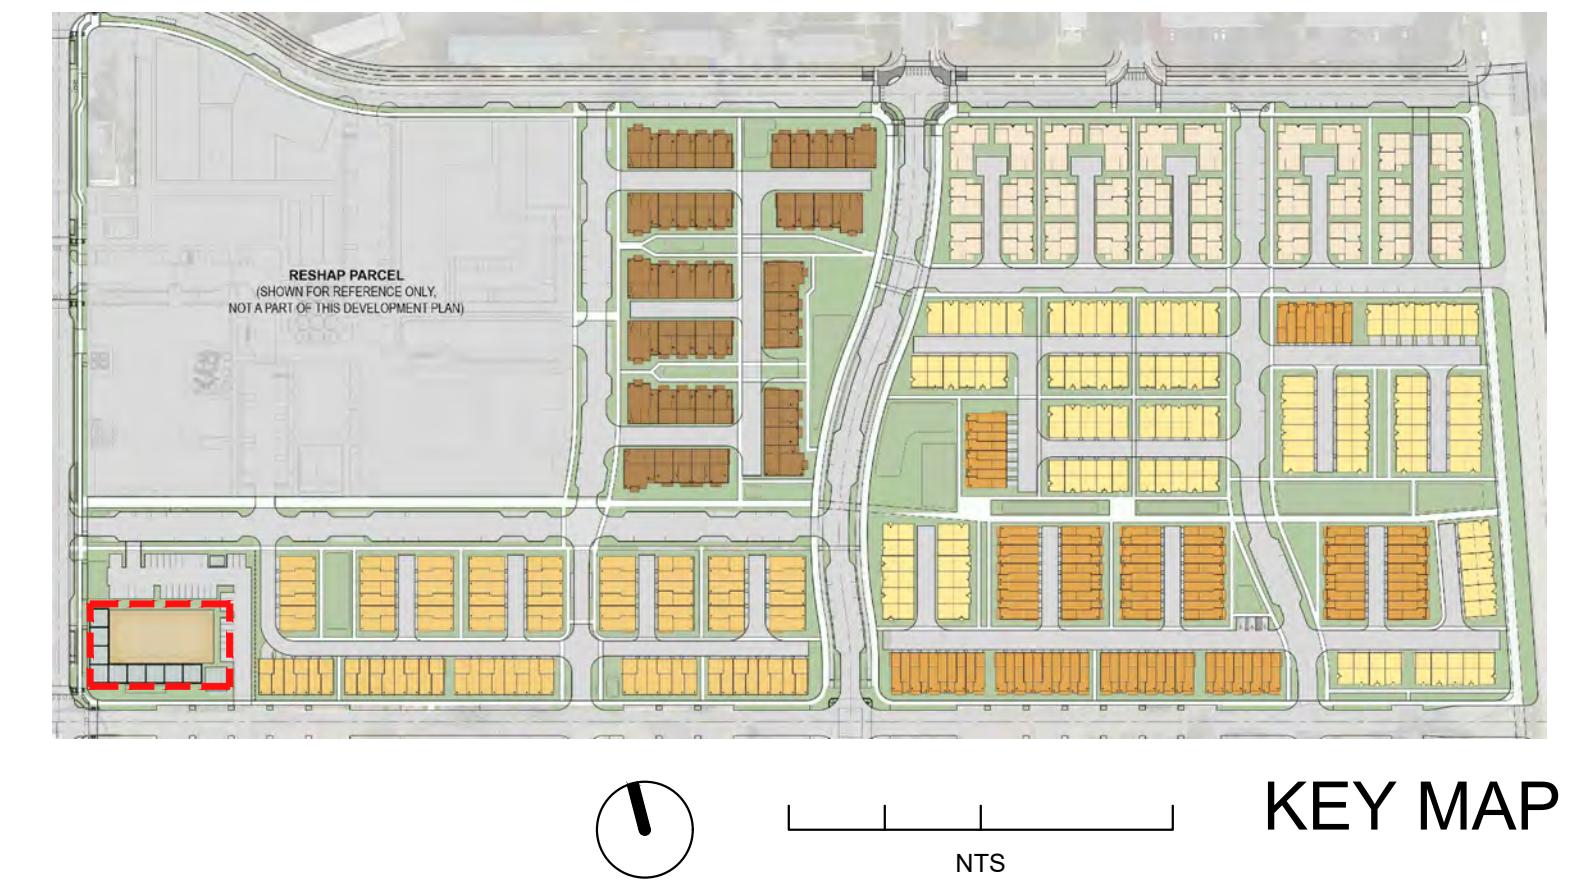 RESHAP PARCEL
(SHOWN FOR REFERENCE ONLY,
NOT A PART OF THIS DEVELOPMENT PLAN)
KEY MAP
NTS